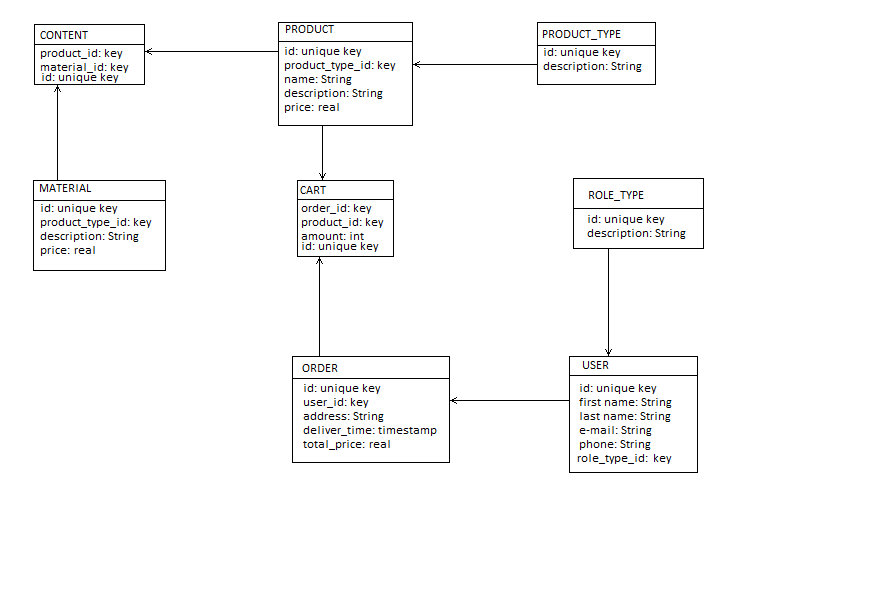 CONTENT
product_id: key
material_id: key
id: unique key
PRODUCT
id: unique key
product_type_id: key
name: String
description: String
price: real
PRODUCT_TYPE
id: unique key
description: String
MATERIAL
id: unique key
product_type_id: key
description: String
price: real
CART
order_id: key
product_id: key
amount: int
id: unique key
ROLE_TYPE
id: unique key
description: String
ORDER
id: unique key
user_id: key
address: String
deliver_time: timestamp
total_price: real
USER
id: unique key
first name: String
last name: String
e-mail: String
phone: String
role_type_id: key